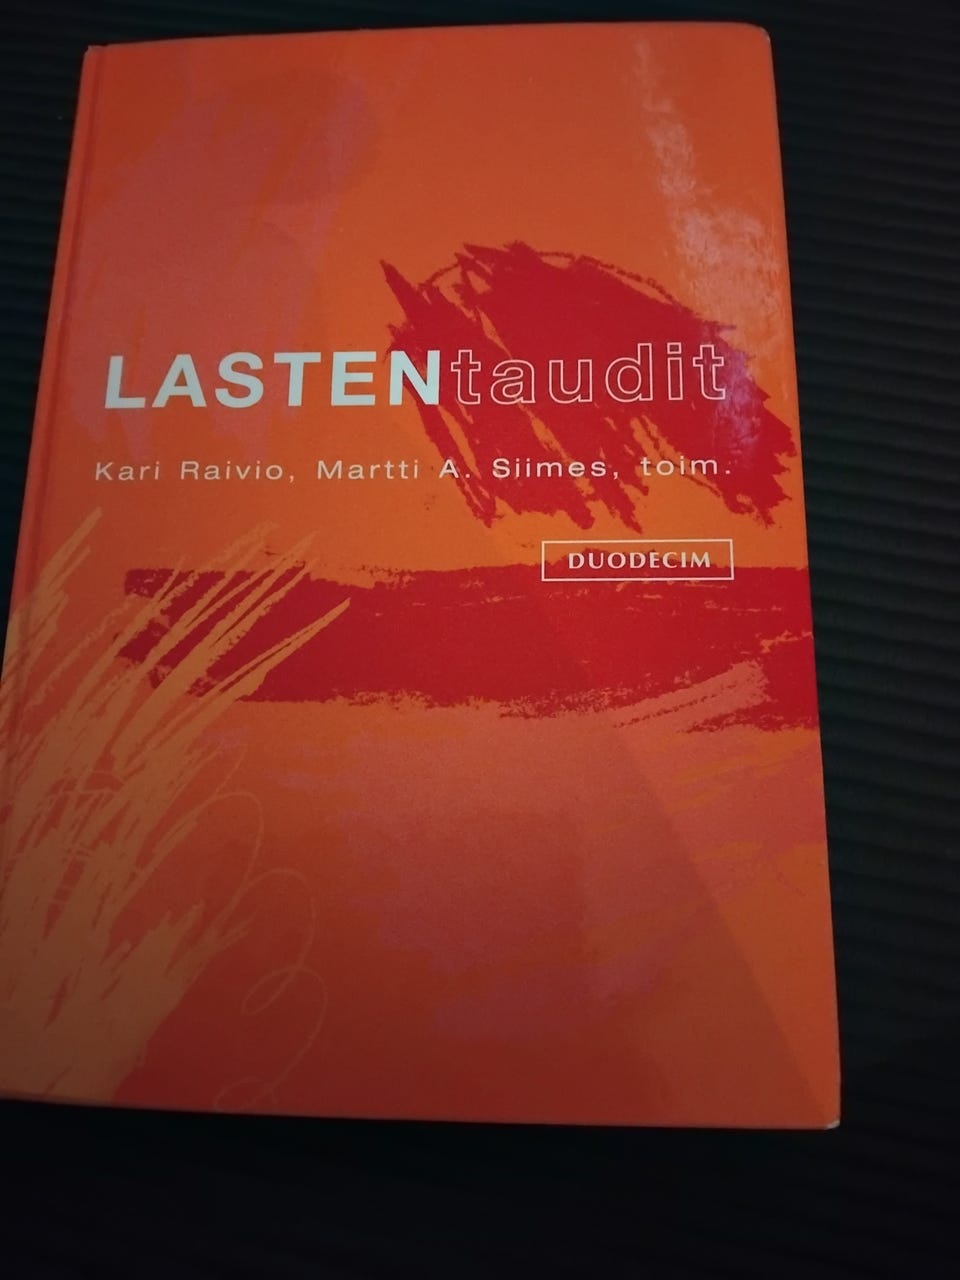 LASTENtaudit
Kari Raivio, Martti A. Siimes, toim.
DUODECIM